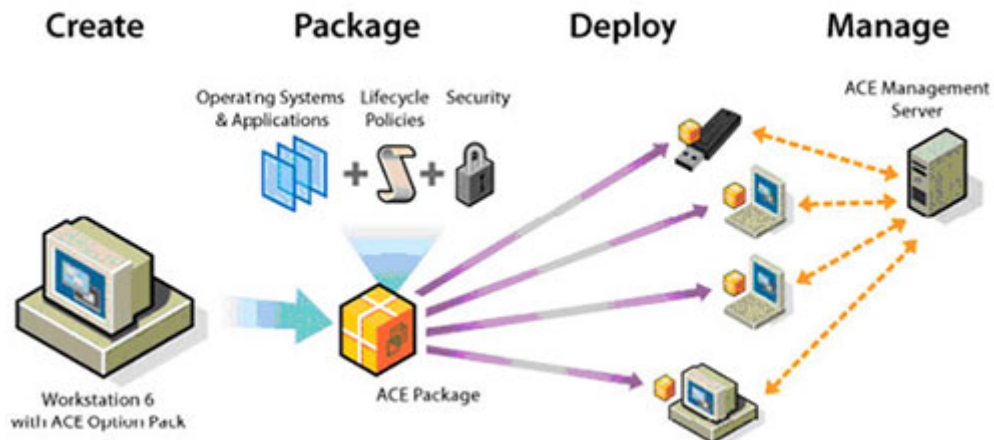 Create
Package
Deploy
Manage
Operating Systems
& Applications
Lifecycle
Policies
Security
ACE Management
Server
Workstation 6
with ACE Option Pack
ACE Package